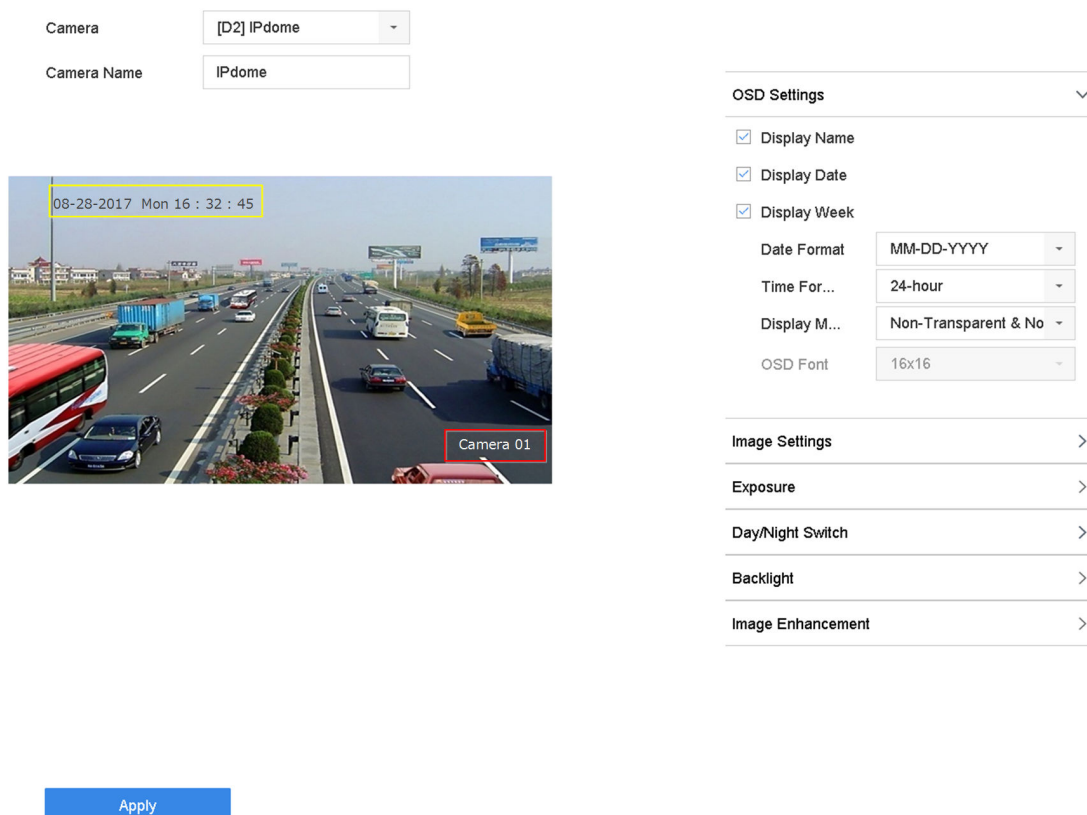 Camera [D2] IPdome
Camera Name IPdome
OSD Settings
Display Name
Display Date
Display Week
Date Format MM-DD-YYYY
Time For... 24-hour
Display M... Non-Transparent & No
OSD Font 16x16
08-28-2017 Mon 16 : 32 : 45
Camera 01
Image Settings
Exposure
Day/Night Switch
Backlight
Image Enhancement
Apply